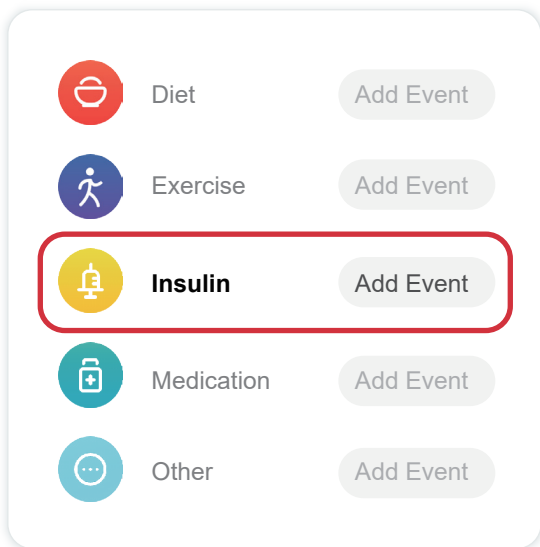 Diet Add Event
Exercise Add Event
Insulin Add Event
Medication Add Event
Other Add Event